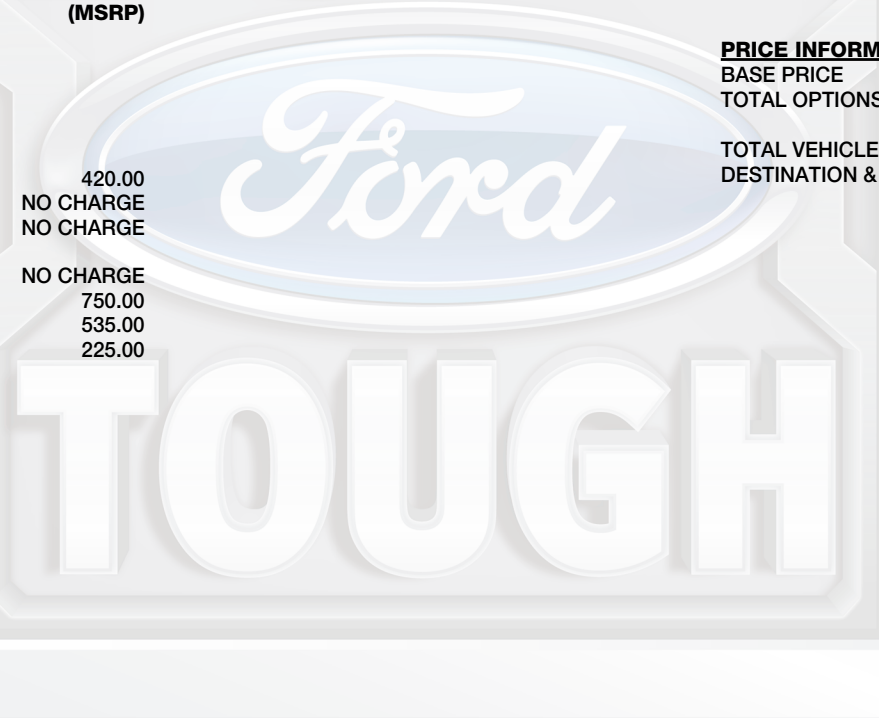 (MSRP)
420.00
NO CHARGE
NO CHARGE
NO CHARGE
750.00
535.00
225.00
PRICE INFORM
BASE PRICE
TOTAL OPTIONS
TOTAL VEHICLE
DESTINATION &
Ford
TOUGH